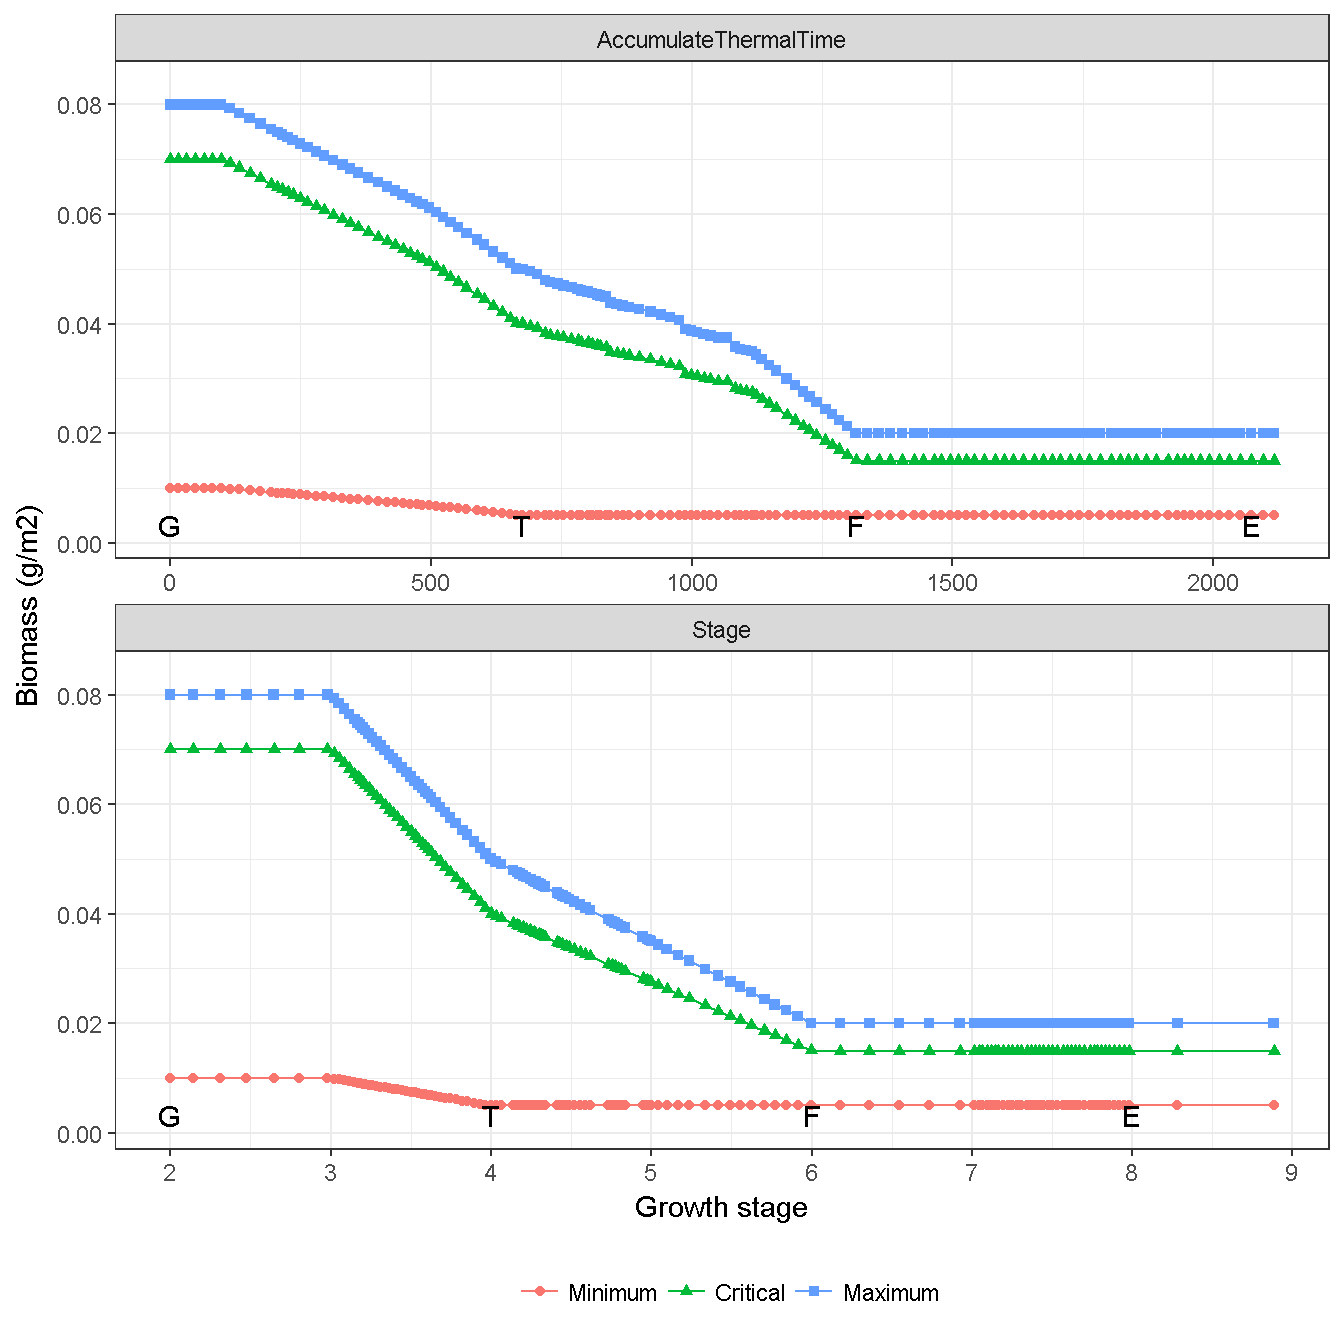 AccumulateThermalTime
0.08
0.06
0.04
0.02
0.00
G T F E
0 500 1000 1500 2000
Biomass (g/m2)
Stage
0.08
0.06
0.04
0.02
0.00
G T F E
2 3 4 5 6 7 8 9
Growth stage
Minimum Critical Maximum